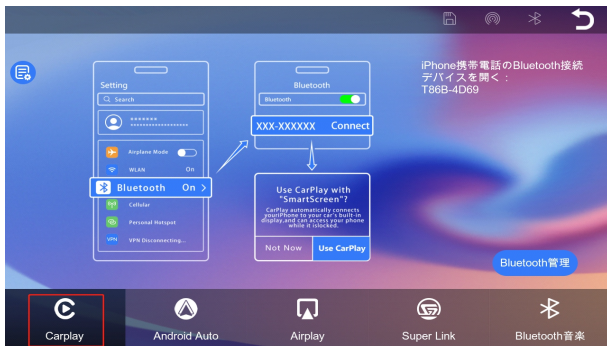 iPhone携帯電話のBluetooth接続
デバイスを開く：
T86B-4D69
Setting
Search
*******
******************
Airplane Mode
WLAN On
Bluetooth On >
Cellular
Personal Hotspot
VPN VPN Disconnecting...
Bluetooth
Bluetooth
XXX-XXXXXX Connect
Use CarPlay with
"SmartScreen"?
CarPlay automatically connects
youriPhone to your car's built-in
display,and can access your phone
while it islocked.
Not Now Use CarPlay
Bluetooth管理
Carplay
Android Auto
Airplay
Super Link
Bluetooth音楽